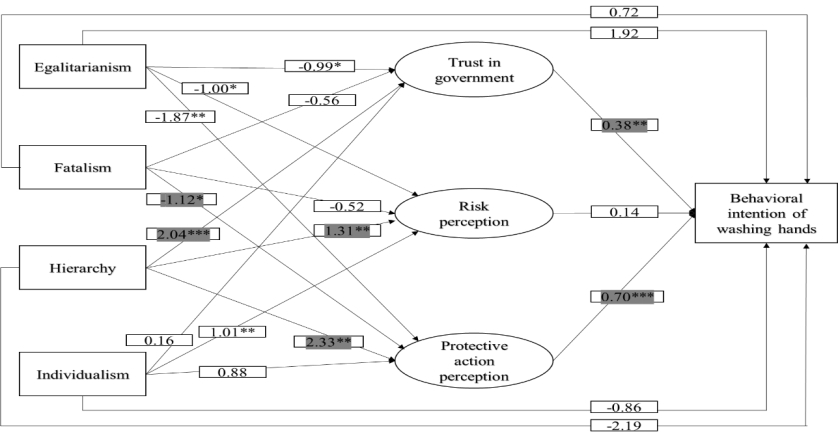 0.72
1.92
Egalitarianism
-0.99*
Trust in
government
-1.00*
-0.56
-1.87**
0.38**
Fatalism
-1.12*
-0.52
Risk
perception
0.14
Behavioral
intention of
washing hands
2.04***
1.31**
Hierarchy
0.70***
0.16
1.01**
2.33**
Protective
action
perception
Individualism
0.88
-0.86
-2.19